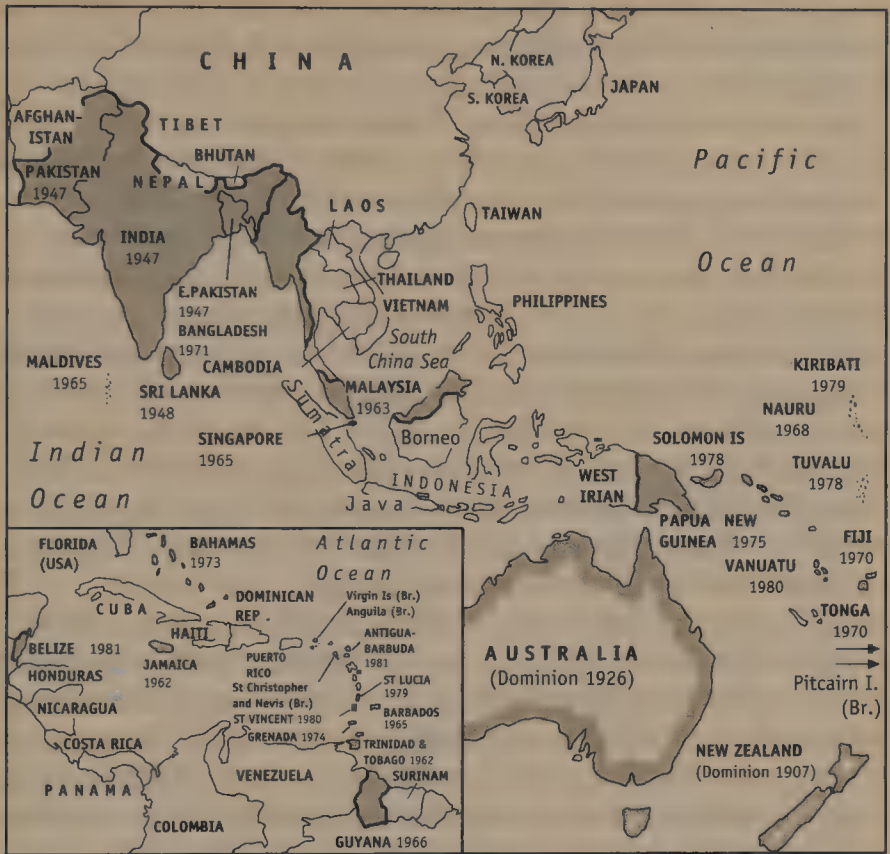 CHINA
N. KOREA
S. KOREA
JAPAN
AFGHAN-
ISTAN
TIBET
BHUTAN
NEPAL
PAKISTAN
1947
INDIA
1947
LAOS
TAIWAN
Pacific
Ocean
E.PAKISTAN
1947
BANGLADESH
1971
THAILAND
VIETNAM
PHILIPPINES
South
China Sea
CAMBODIA
MALDIVES
1965
SRI LANKA
1948
MALAYSIA
1963
SINGAPORE
1965
Sumatra
Borneo
KIRIBATI
1979
NAURU
1968
SOLOMON IS
1978
TUVALU
1978
Indian
Ocean
INDONESIA
Java
WEST
IRIAN
PAPUA NEW
GUINEA 1975
FIJI
1970
VANUATU
1980
TONGA
1970
AUSTRALIA
(Dominion 1926)
Pitcairn I.
(Br.)
NEW ZEALAND
(Dominion 1907)
FLORIDA
(USA)
BAHAMAS
1973
Atlantic
Ocean
CUBA
DOMINICAN
REP.
Virgin Is (Br.)
Anguila (Br.)
HAITI
BELIZE 1981
JAMAICA
1962
PUERTO
RICO
ANTIGUA-
BARBUDA
1981
HONDURAS
St Christopher
and Nevis (Br.)
ST LUCIA
1979
NICARAGUA
ST VINCENT 1980
BARBADOS
1965
GRENADA 1974
COSTA RICA
TRINIDAD &
TOBAGO 1962
PANAMA
VENEZUELA
SURINAM
COLOMBIA
GUYANA 1966